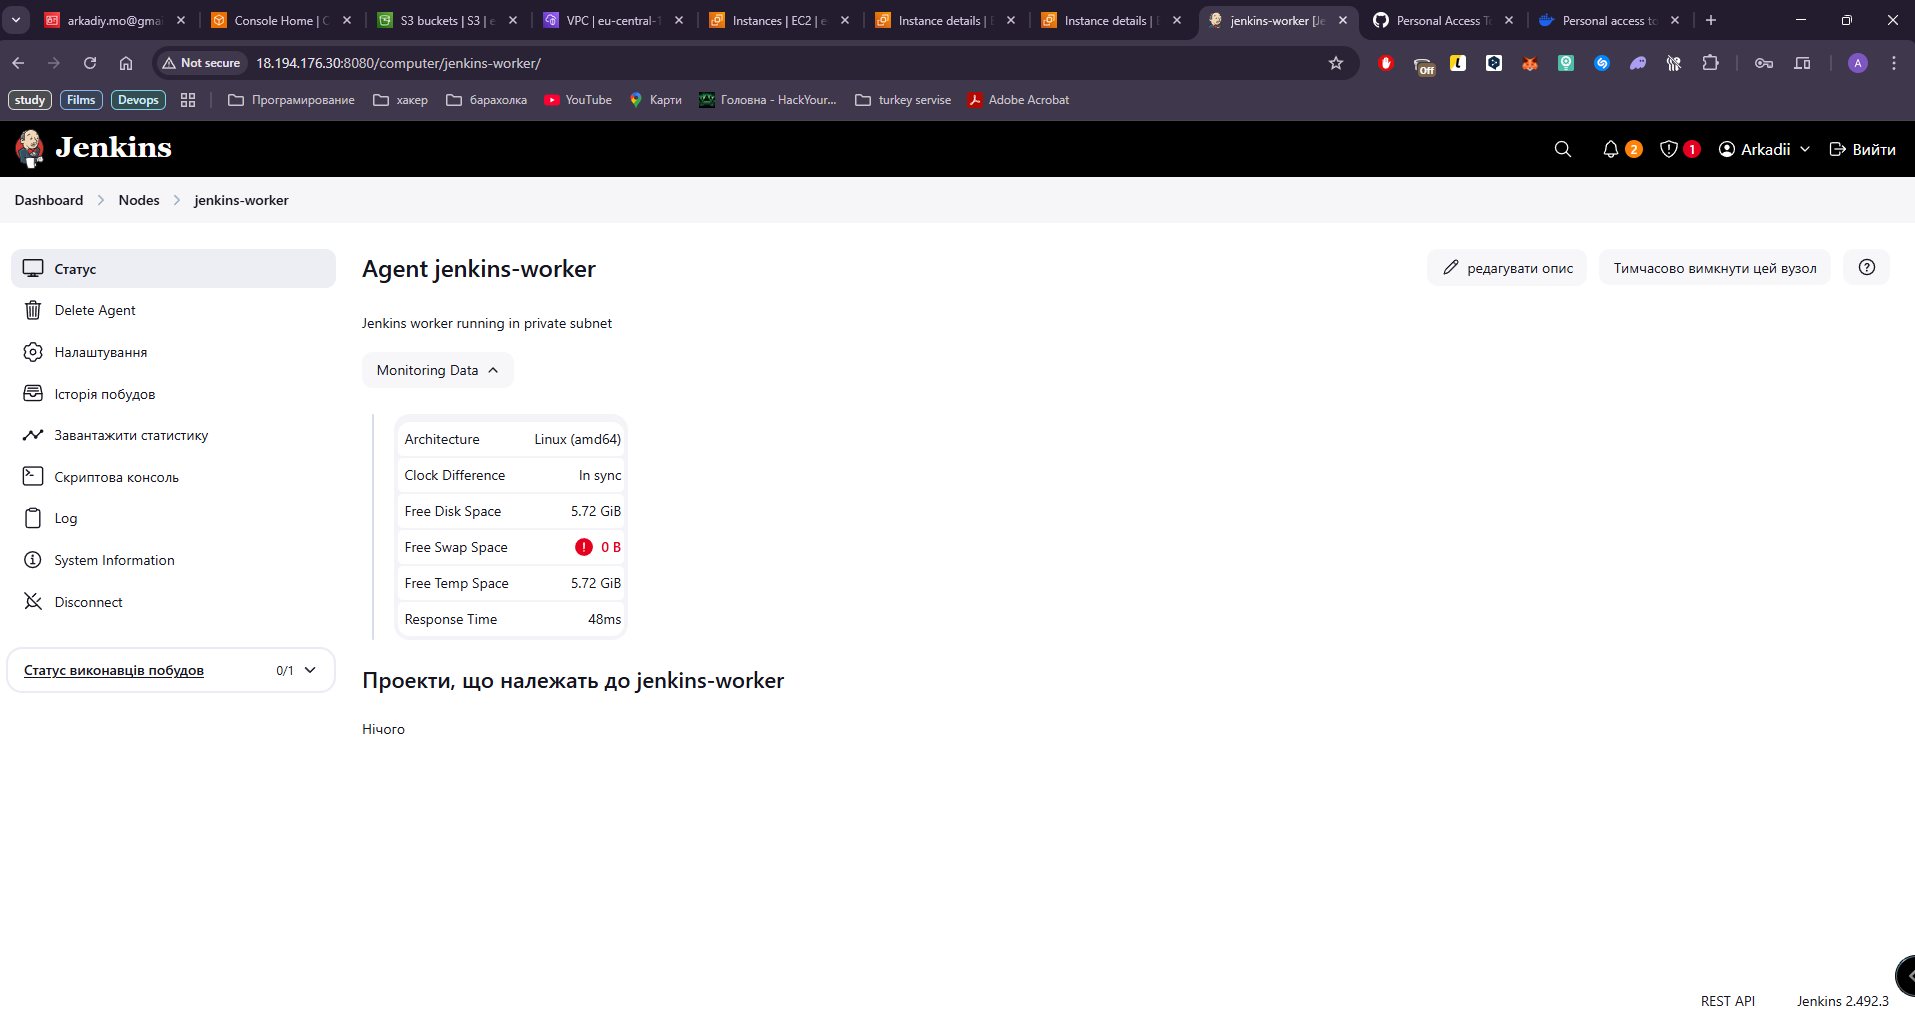 arkadiy.mo@gmai
Console Home | C
S3 buckets | S3 | e
VPC | eu-central-1
Instances | EC2 | e
Instance details | E
Instance details | E
jenkins-worker [Je
Personal Access To
Personal access to
Not secure
18.194.176.30:8080/computer/jenkins-worker/
Off
A
study
Films
Devops
Програмирование
хакер
барахолка
YouTube
Карти
Головна - HackYour...
turkey servise
Adobe Acrobat
Jenkins
2
1
Arkadii
Вийти
Dashboard
Nodes
jenkins-worker
Статус
Delete Agent
Налаштування
Історія побудов
Завантажити статистику
Скриптова консоль
Log
System Information
Disconnect
Статус виконавців побудов 0/1
Agent jenkins-worker
редагувати опис
Тимчасово вимкнути цей вузол
Jenkins worker running in private subnet
Monitoring Data
Architecture Linux (amd64)
Clock Difference In sync
Free Disk Space 5.72 GiB
Free Swap Space 0 B
Free Temp Space 5.72 GiB
Response Time 48ms
Проекти, що належать до jenkins-worker
Нічого
REST API
Jenkins 2.492.3